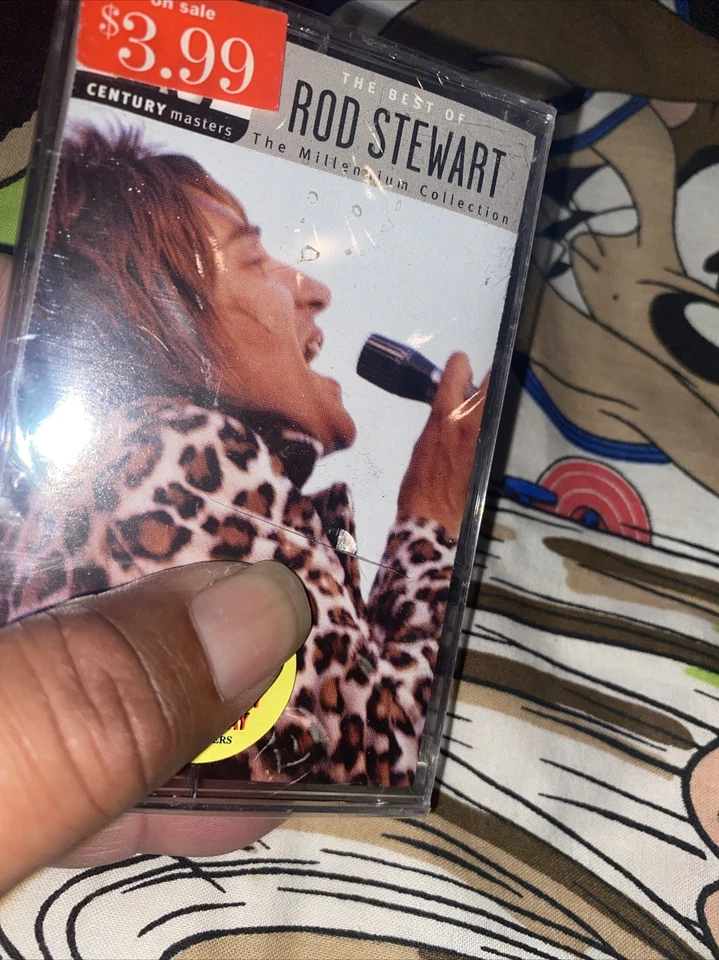 on sale
$3.99
CENTURY masters
THE BEST OF
ROD STEWART
The Millennium Collection